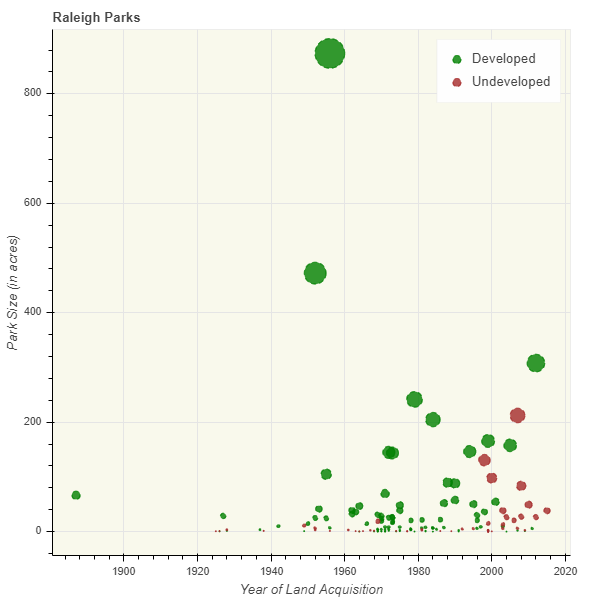 Raleigh Parks
Developed
Undeveloped
800
600
400
200
0
Park Size (in acres)
1900 1920 1940 1960 1980 2000 2020
Year of Land Acquisition